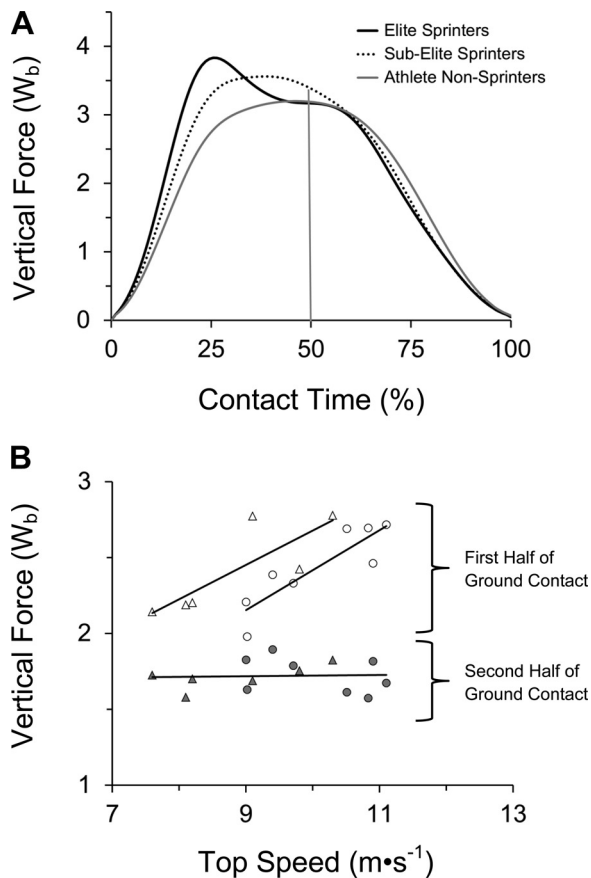 A
Vertical Force (Wb)
4
3
2
1
0
0 25 50 75 100
Contact Time (%)
Elite Sprinters
Sub-Elite Sprinters
Athlete Non-Sprinters
B
Vertical Force (Wb)
3
2
1
7 9 11 13
Top Speed (m•s-1)
First Half of
Ground Contact
Second Half of
Ground Contact